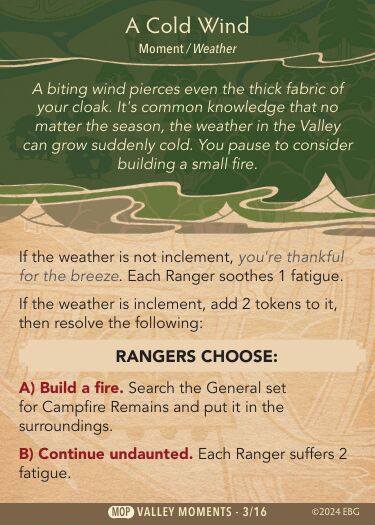 A Cold Wind
Moment / Weather
A biting wind pierces even the thick fabric of
your cloak. It's common knowledge that no
matter the season, the weather in the Valley
can grow suddenly cold. You pause to consider
building a small fire.
If the weather is not inclement, you're thankful
for the breeze. Each Ranger soothes 1 fatigue.
If the weather is inclement, add 2 tokens to it,
then resolve the following:
RANGERS CHOOSE:
A) Build a fire. Search the General set
for Campfire Remains and put it in the
surroundings.
B) Continue undaunted. Each Ranger suffers 2
fatigue.
MOP VALLEY MOMENTS - 3/16 ©2024 EBG